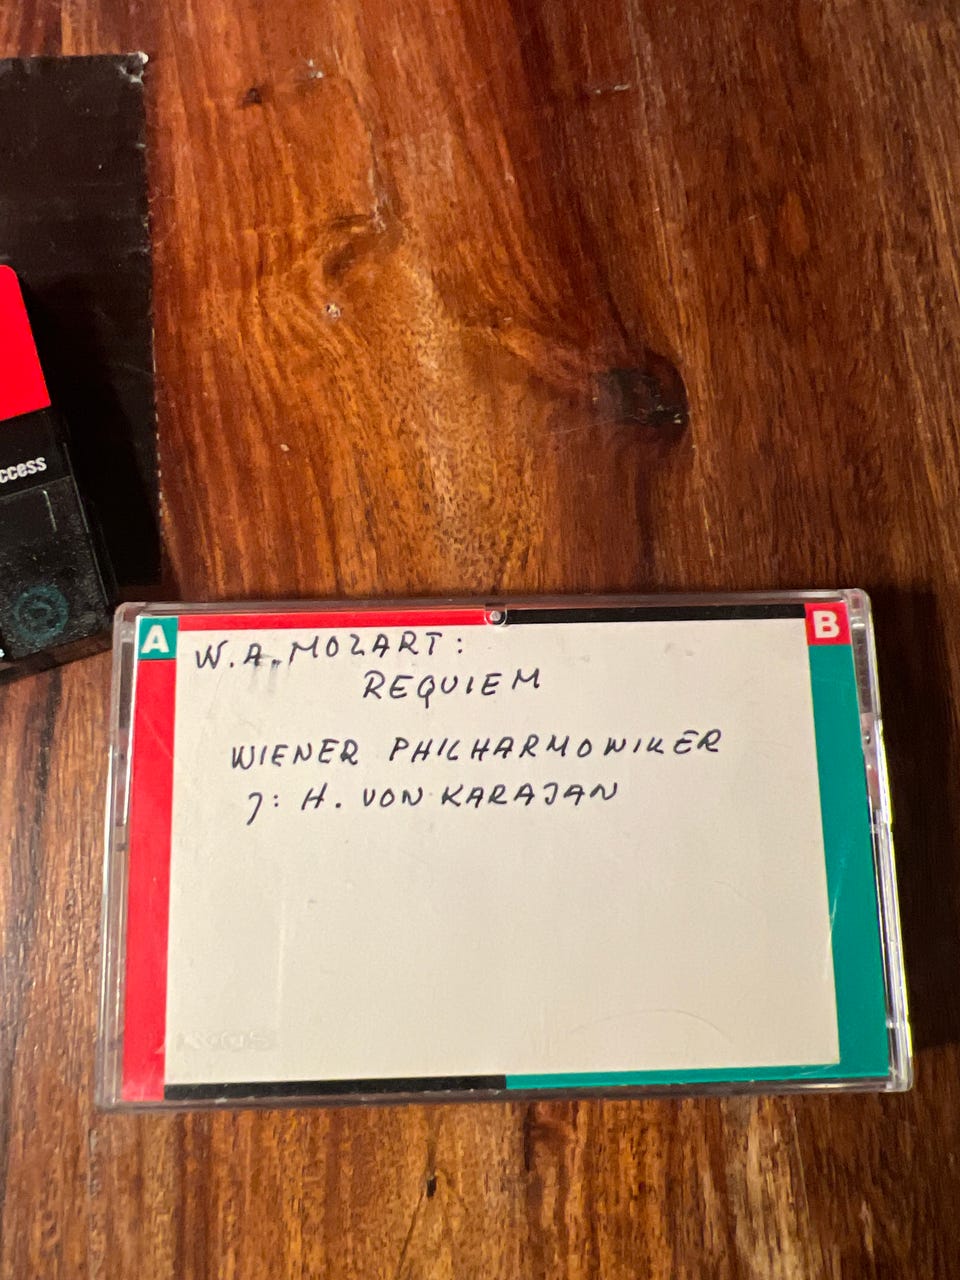 ccess
A
B
W.A.MOZART:
REQUIEM
WIENER PHILHARMONIKER
J: H. VON KARAJAN